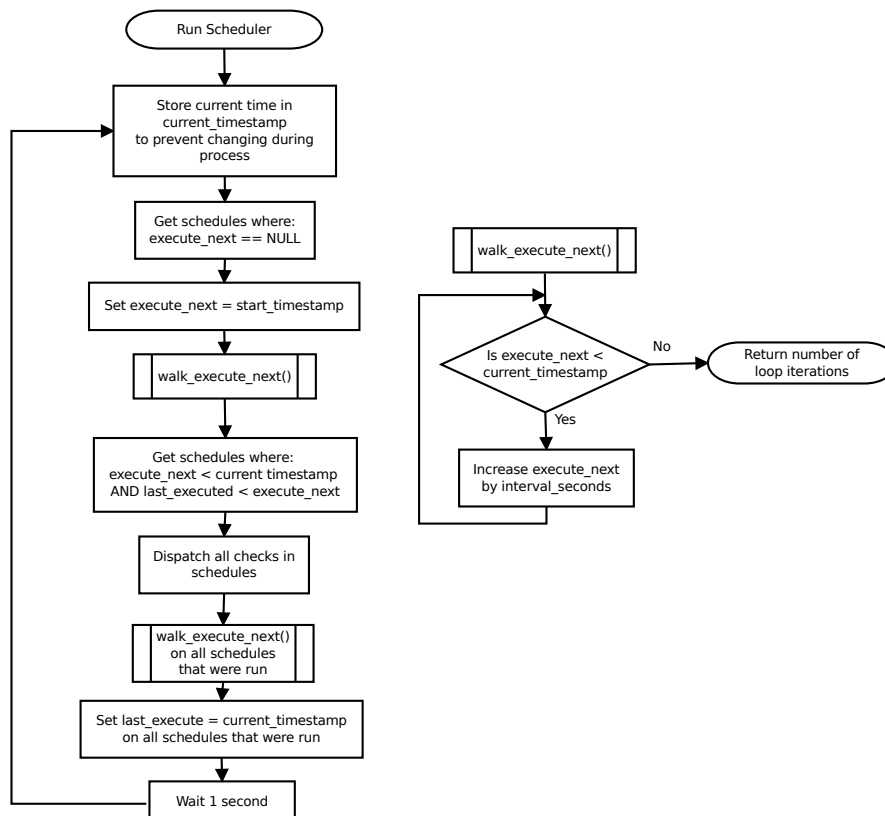 Run Scheduler
Store current time in
current_timestamp
to prevent changing during
process
Get schedules where:
execute_next == NULL
Set execute_next = start_timestamp
walk_execute_next()
Get schedules where:
execute_next < current timestamp
AND last_executed < execute_next
Dispatch all checks in
schedules
walk_execute_next()
on all schedules
that were run
Set last_execute = current_timestamp
on all schedules that were run
Wait 1 second
walk_execute_next()
Is execute_next <
current_timestamp
No
Return number of
loop iterations
Yes
Increase execute_next
by interval_seconds